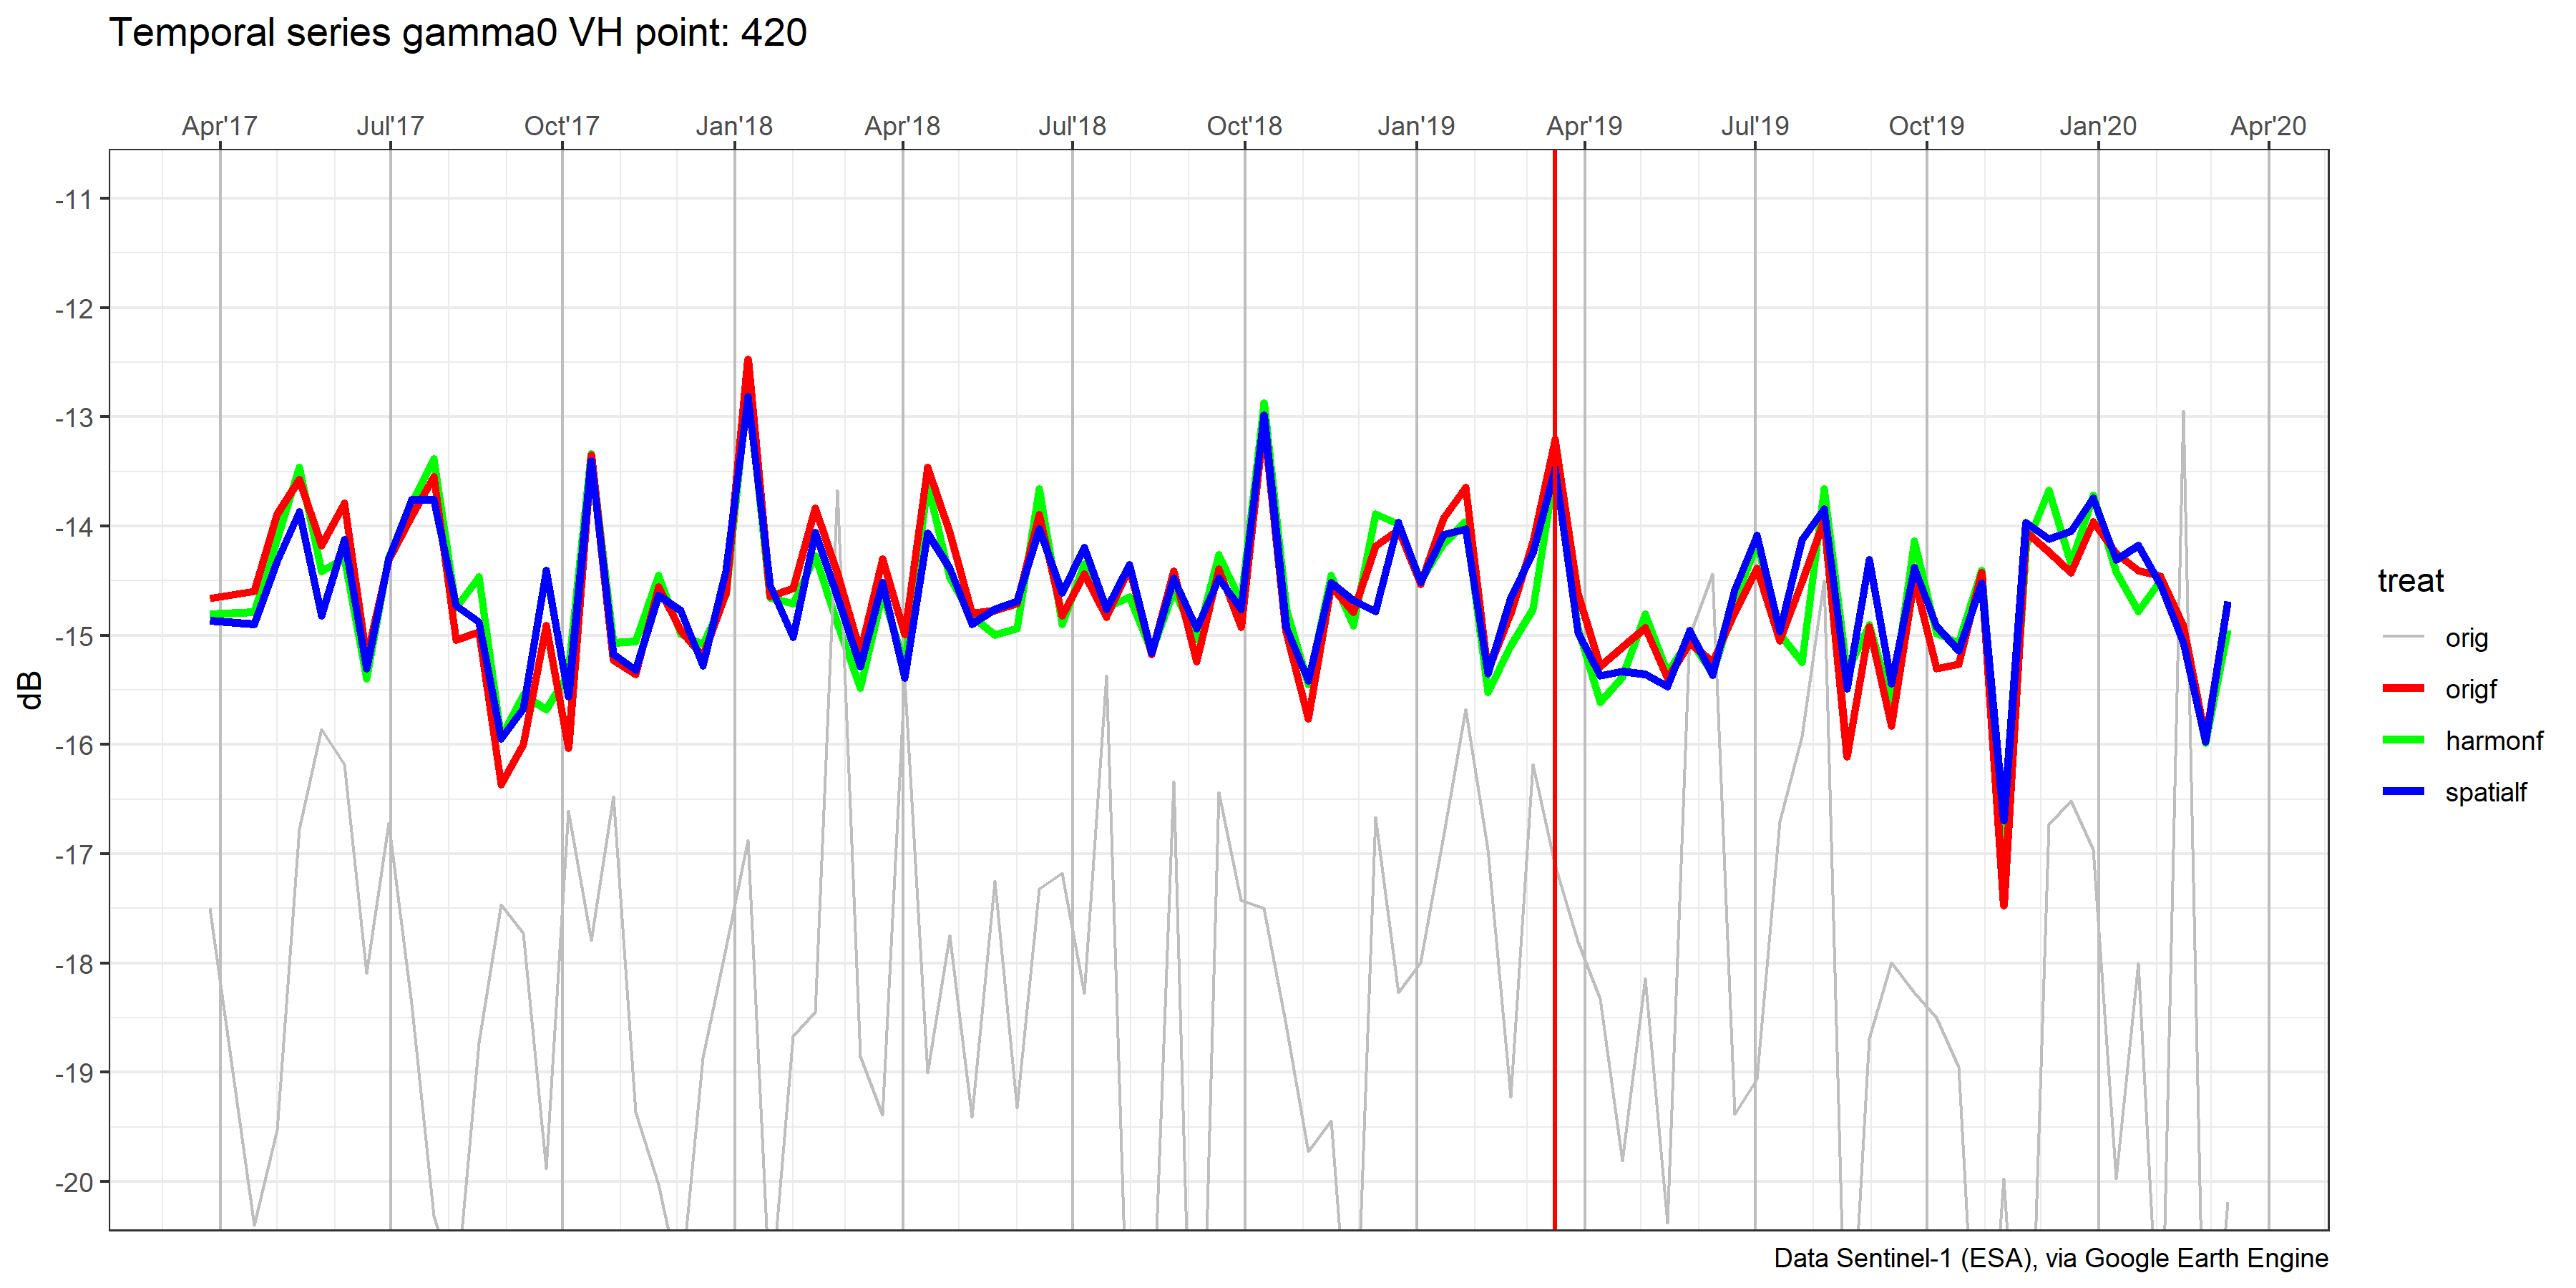 Temporal series gamma0 VH point: 420
Apr'17 Jul'17 Oct'17 Jan'18 Apr'18 Jul'18 Oct'18 Jan'19 Apr'19 Jul'19 Oct'19 Jan'20 Apr'20
-11
-12
-13
-14
-15
-16
-17
-18
-19
-20
dB
treat
orig
origf
harmonf
spatialf
Data Sentinel-1 (ESA), via Google Earth Engine